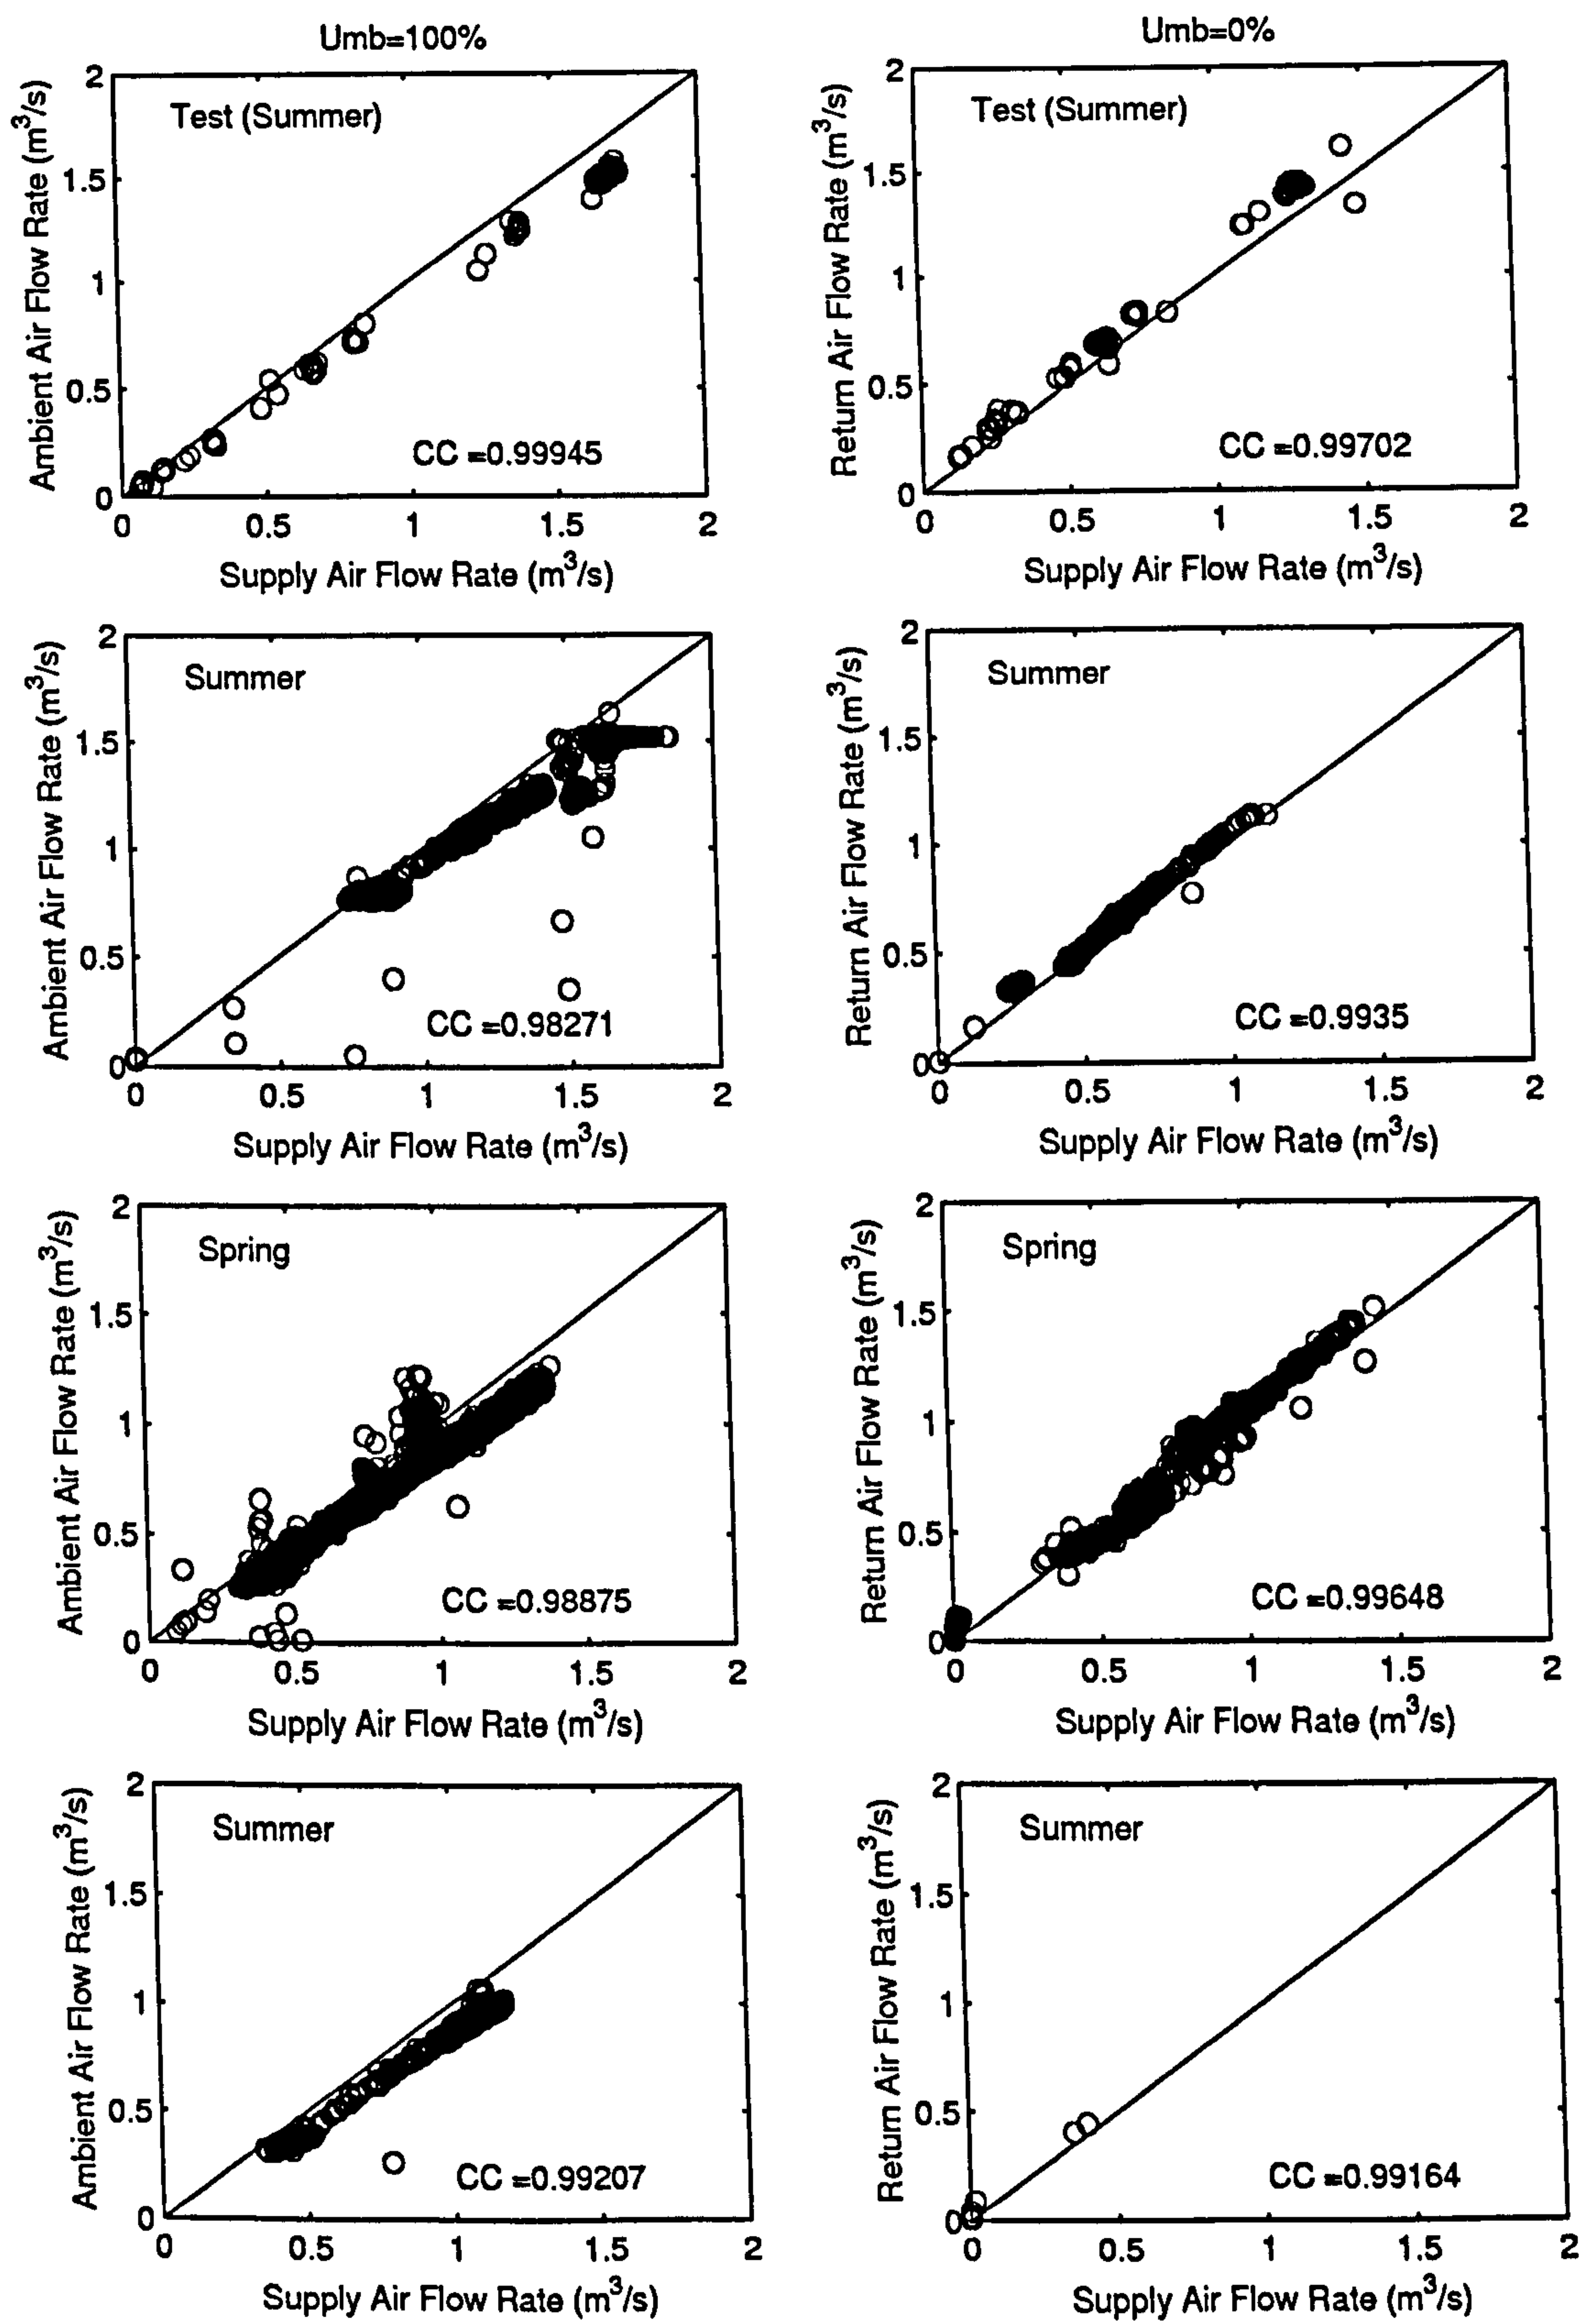 Umb=100%
Umb=0%
Ambient Air Flow Rate (m³/s)
2
1.5
1
0.5
0
Test (Summer)
CC =0.99945
0 0.5 1 1.5 2
Supply Air Flow Rate (m³/s)
Return Air Flow Rate (m³/s)
2
1.5
1
0.5
0
Test (Summer)
CC =0.99702
0 0.5 1 1.5 2
Supply Air Flow Rate (m³/s)
Ambient Air Flow Rate (m³/s)
2
1.5
1
0.5
0
Summer
CC =0.98271
0 0.5 1 1.5 2
Supply Air Flow Rate (m³/s)
Return Air Flow Rate (m³/s)
2
1.5
1
0.5
0
Summer
CC =0.9935
0 0.5 1 1.5 2
Supply Air Flow Rate (m³/s)
Ambient Air Flow Rate (m³/s)
2
1.5
1
0.5
0
Spring
CC =0.98875
0 0.5 1 1.5 2
Supply Air Flow Rate (m³/s)
Return Air Flow Rate (m³/s)
2
1.5
1
0.5
0
Spring
CC =0.99648
0 0.5 1 1.5 2
Supply Air Flow Rate (m³/s)
Ambient Air Flow Rate (m³/s)
2
1.5
1
0.5
0
Summer
CC =0.99207
0 0.5 1 1.5 2
Supply Air Flow Rate (m³/s)
Return Air Flow Rate (m³/s)
2
1.5
1
0.5
0
Summer
CC =0.99164
0 0.5 1 1.5 2
Supply Air Flow Rate (m³/s)